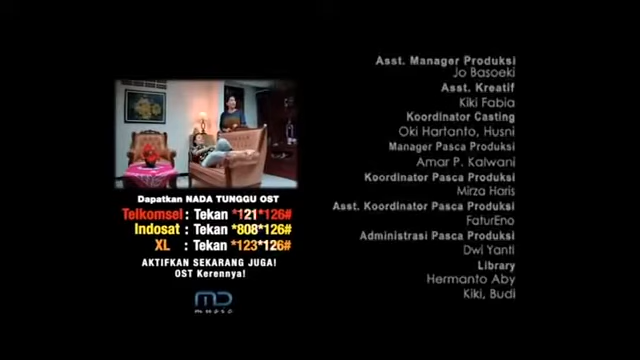 Dapatkan NADA TUNGGU OST
Telkomsel : Tekan *121*126#
Indosat : Tekan *808*126#
XL : Tekan *123*126#
AKTIFKAN SEKARANG JUGA!
OST Kerennya!
MD
music
Asst. Manager Produksi
Jo Basoeki
Asst. Kreatif
Kiki Fabia
Koordinator Casting
Oki Hartanto, Husni
Manager Pasca Produksi
Amar P. Kalwani
Koordinator Pasca Produksi
Mirza Haris
Asst. Koordinator Pasca Produksi
FaturEno
Administrasi Pasca Produksi
Dwi Yanti
Library
Hermanto Aby
Kiki, Budi